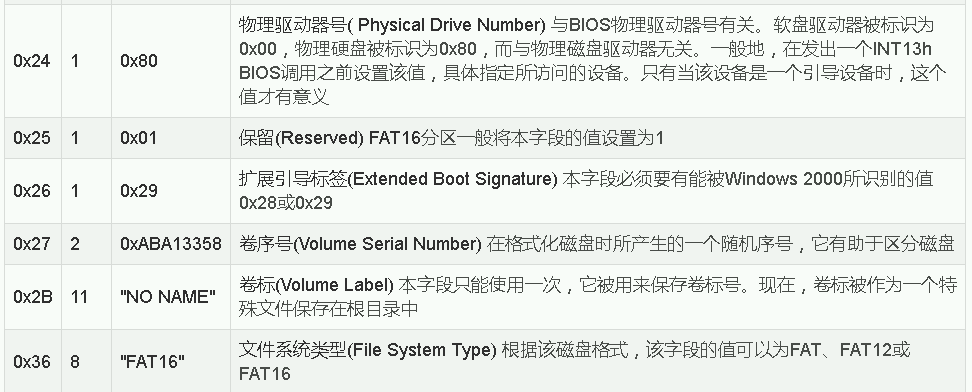 物理驱动器号( Physical Drive Number) 与BIOS物理驱动器号有关。软盘驱动器被标识为
0x24 1 0x80 0x00，物理硬盘被标识为0x80，而与物理磁盘驱动器无关。一般地，在发出一个INT13h
BIOS调用之前设置该值，具体指定所访问的设备。只有当该设备是一个引导设备时，这个
值才有意义
0x25 1 0x01 保留(Reserved) FAT16分区一般将本字段的值设置为1
0x26 1 0x29 扩展引导标签(Extended Boot Signature) 本字段必须要有能被Windows 2000所识别的值
0x28或0x29
0x27 2 0xABA13358 卷序号(Volume Serial Number) 在格式化磁盘时所产生的一个随机序号，它有助于区分磁盘
0x2B 11 "NO NAME" 卷标(Volume Label) 本字段只能使用一次，它被用来保存卷标号。现在，卷标被作为一个特
殊文件保存在根目录中
0x36 8 "FAT16" 文件系统类型(File System Type) 根据该磁盘格式，该字段的值可以为FAT、FAT12或
FAT16